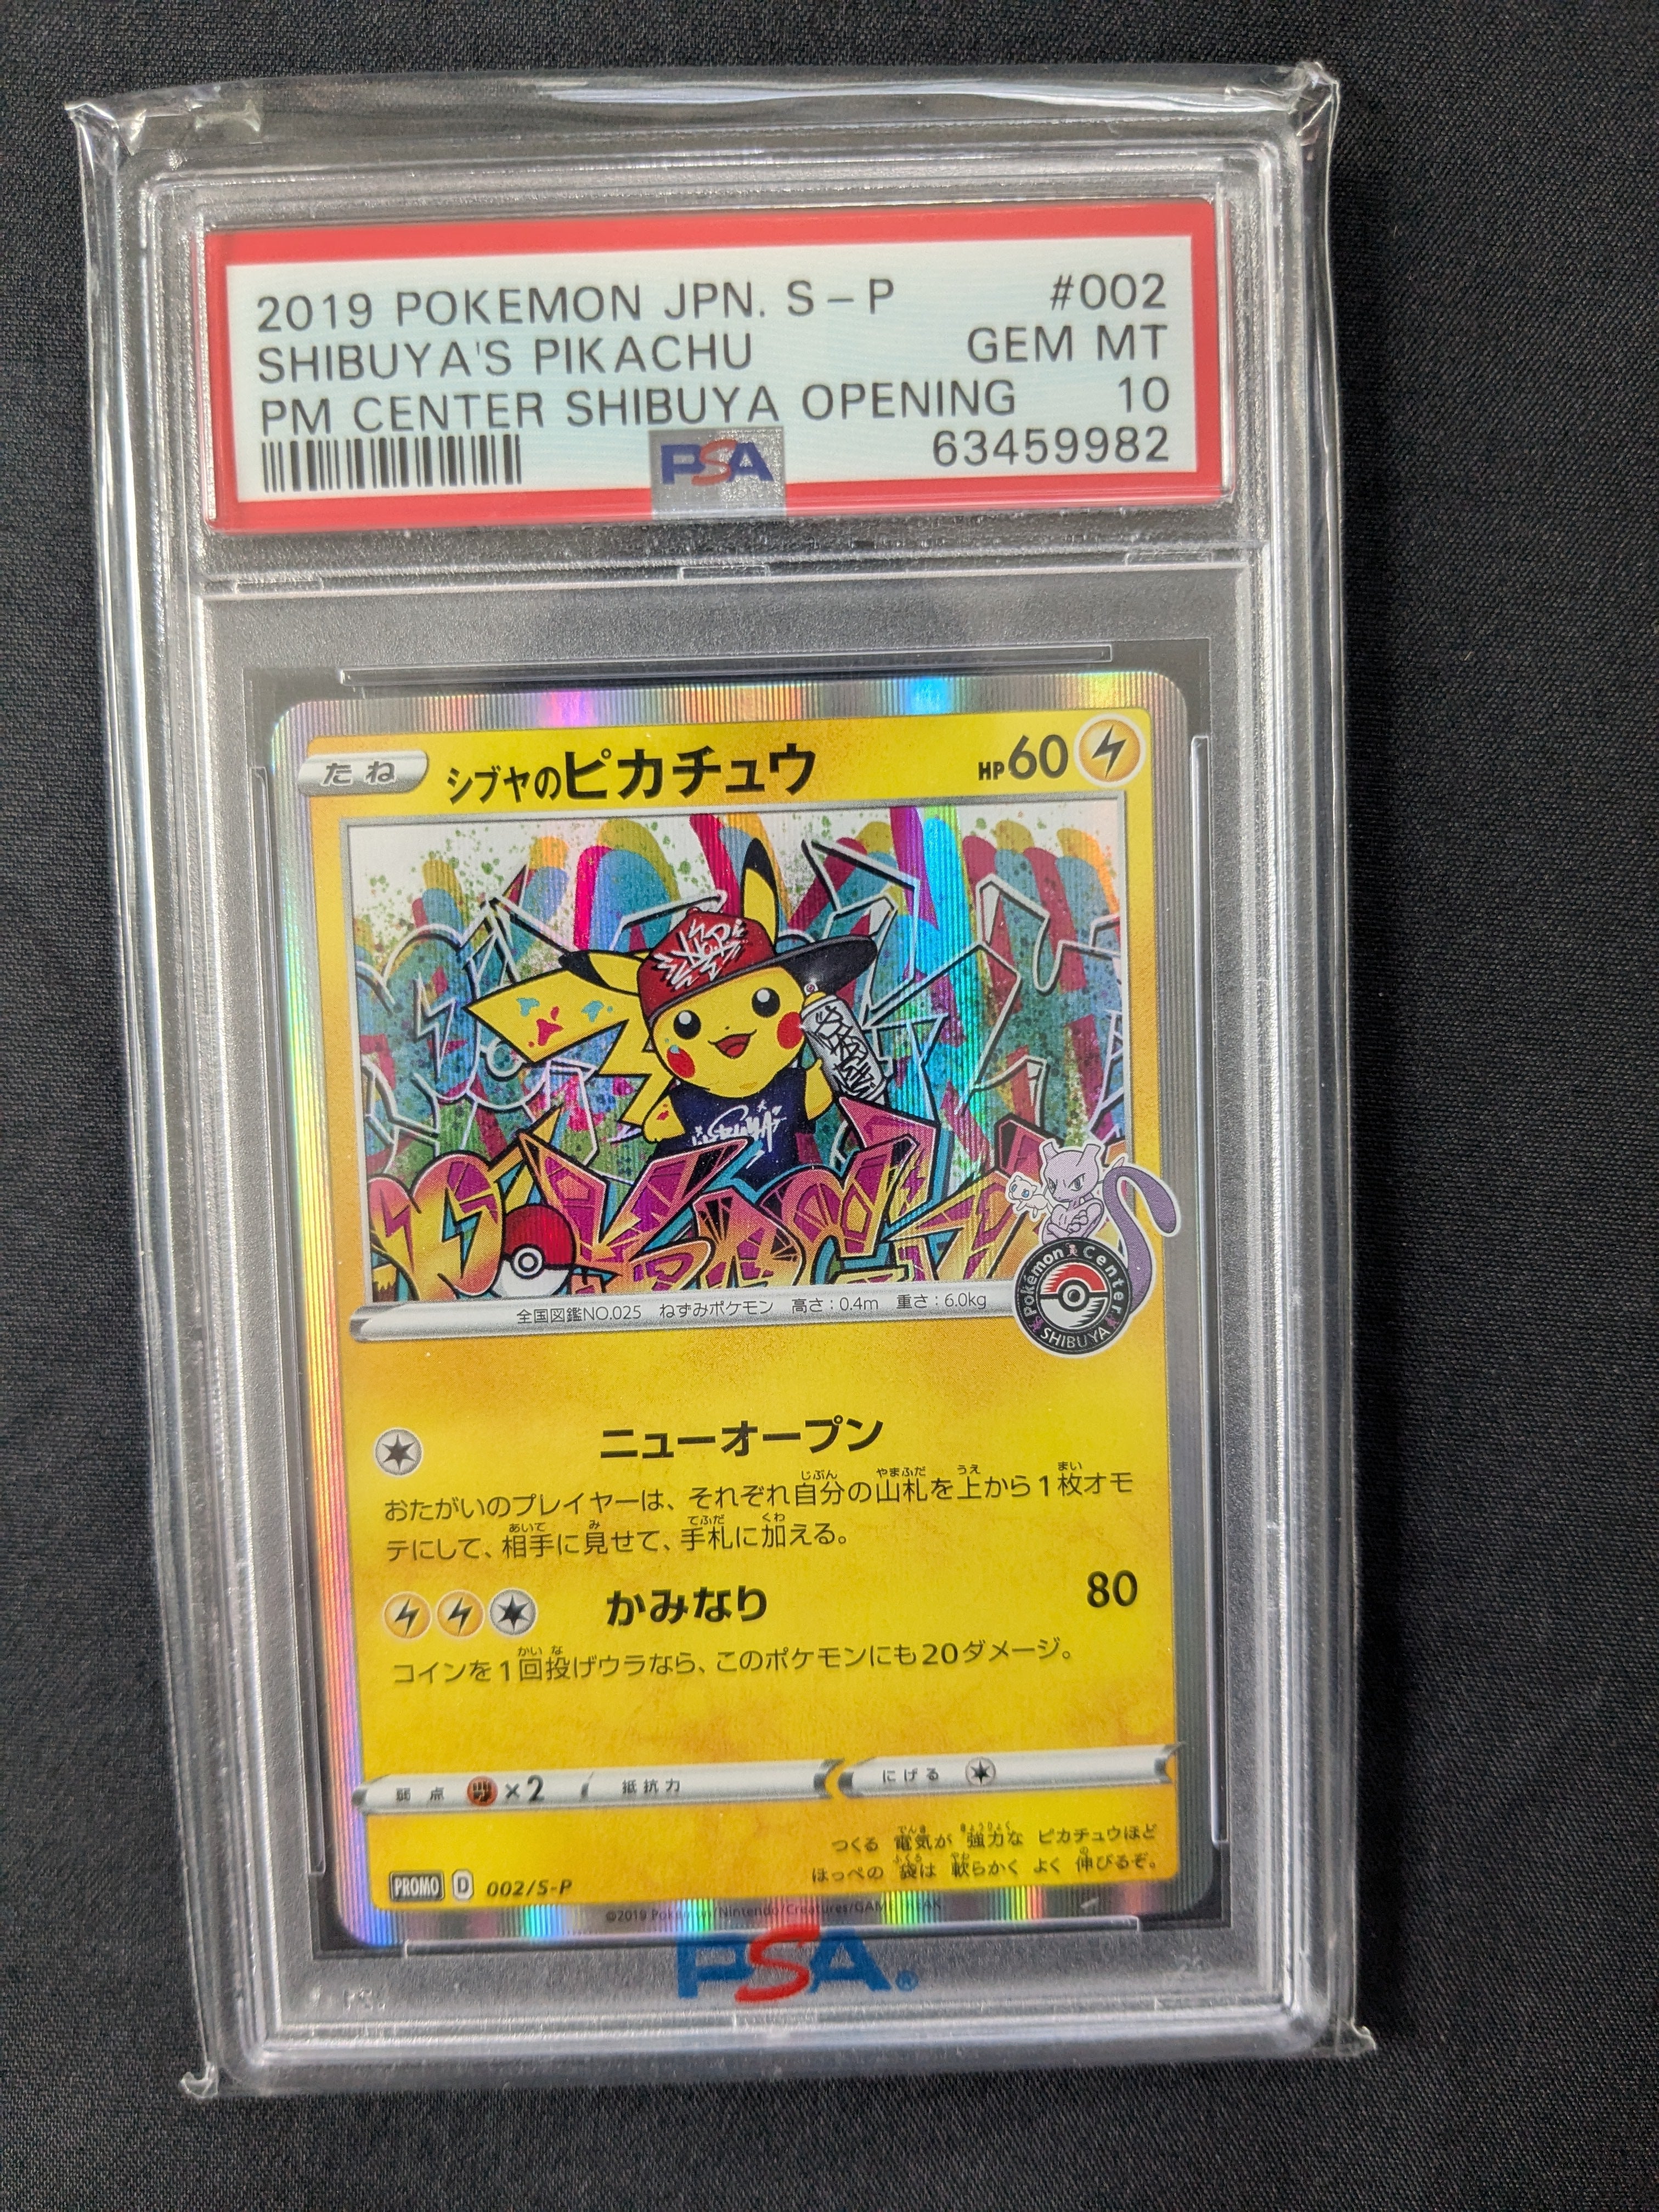 2019 POKEMON JPN. S-P #002
SHIBUYA'S PIKACHU GEM MT
PM CENTER SHIBUYA OPENING 10
PSA 63459982
たね シブヤのピカチュウ HP60
全国図鑑NO.025 ねずみポケモン 高さ:0.4m 重さ:6.0kg
Pokémon Center
SHIBUYA
ニューオープン
おたがいのプレイヤーは、それぞれ自分の山札を上から1枚オモ
テにして、相手に見せて、手札に加える。
かみなり 80
コインを1回投げウラなら、このポケモンにも20ダメージ。
弱点 ×2 抵抗力 にげる
つくる 電気が 強力な ピカチュウほど
ほっぺの 袋は 軟らかく よく 伸びるぞ。
PROMO D 002/S-P
©2019 Pokémon/Nintendo/Creatures/GAME FREAK.
PSA®